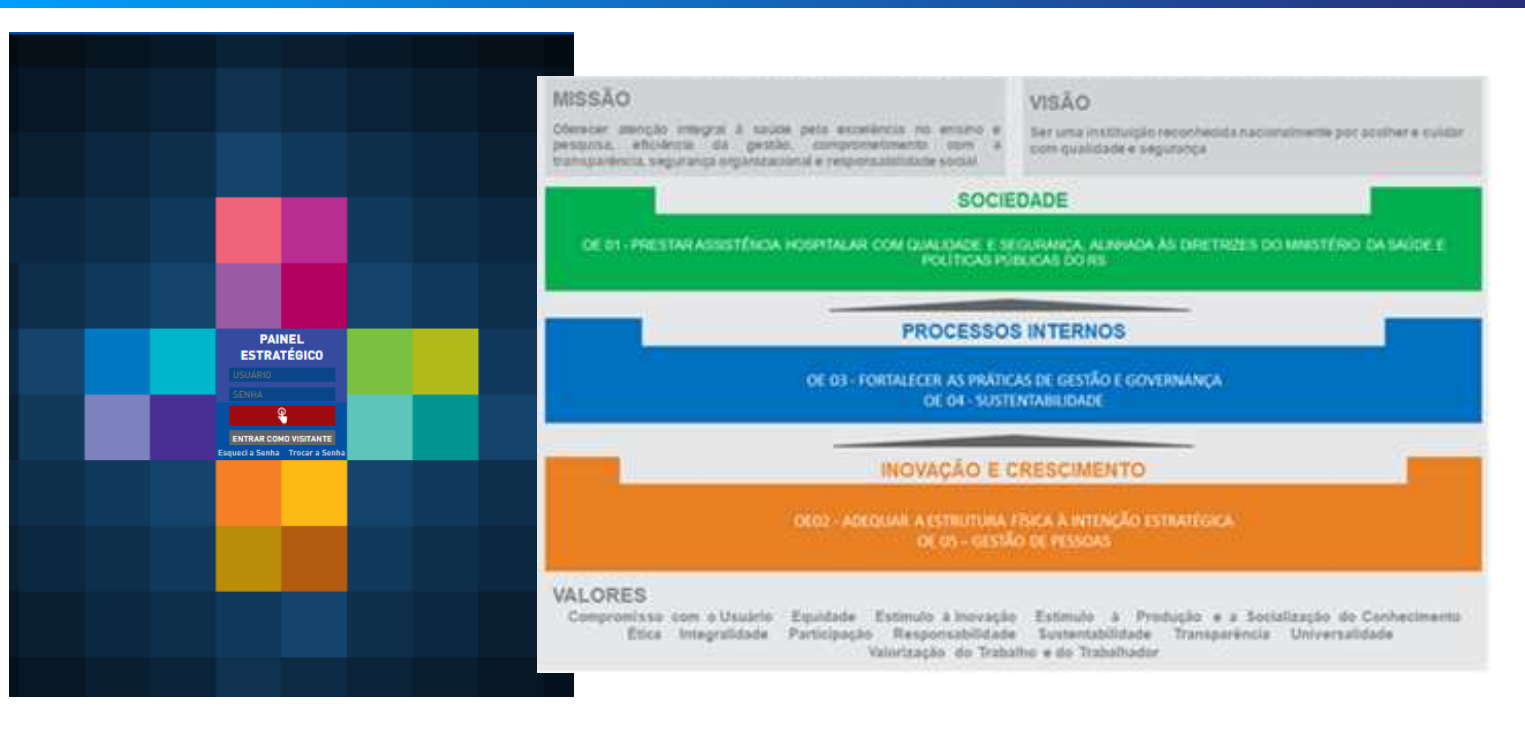 PAINEL
ESTRATÉGICO
USUÁRIO
SENHA
ENTRAR COMO VISITANTE
Esqueci a Senha Trocar a Senha
MISSÃO
Oferecer atenção integral à saúde pela excelência no ensino e
pesquisa, eficiência da gestão, comprometimento com a
transparência, segurança organizacional e responsabilidade social
VISÃO
Ser uma instituição reconhecida nacionalmente por acolher e cuidar
com qualidade e segurança
SOCIEDADE
OE 01 - PRESTAR ASSISTÊNCIA HOSPITALAR COM QUALIDADE E SEGURANÇA, ALINHADA ÀS DIRETRIZES DO MINISTÉRIO DA SAÚDE E
POLÍTICAS PÚBLICAS DO RS
PROCESSOS INTERNOS
OE 03 - FORTALECER AS PRÁTICAS DE GESTÃO E GOVERNANÇA
OE 04 - SUSTENTABILIDADE
INOVAÇÃO E CRESCIMENTO
OE02 - ADEQUAR A ESTRUTURA FÍSICA À INTENÇÃO ESTRATÉGICA
OE 05 – GESTÃO DE PESSOAS
VALORES
Compromisso com o Usuário Equidade Estímulo à Inovação Estímulo à Produção e a Socialização do Conhecimento
Ética Integralidade Participação Responsabilidade Sustentabilidade Transparência Universalidade
Valorização do Trabalho e do Trabalhador